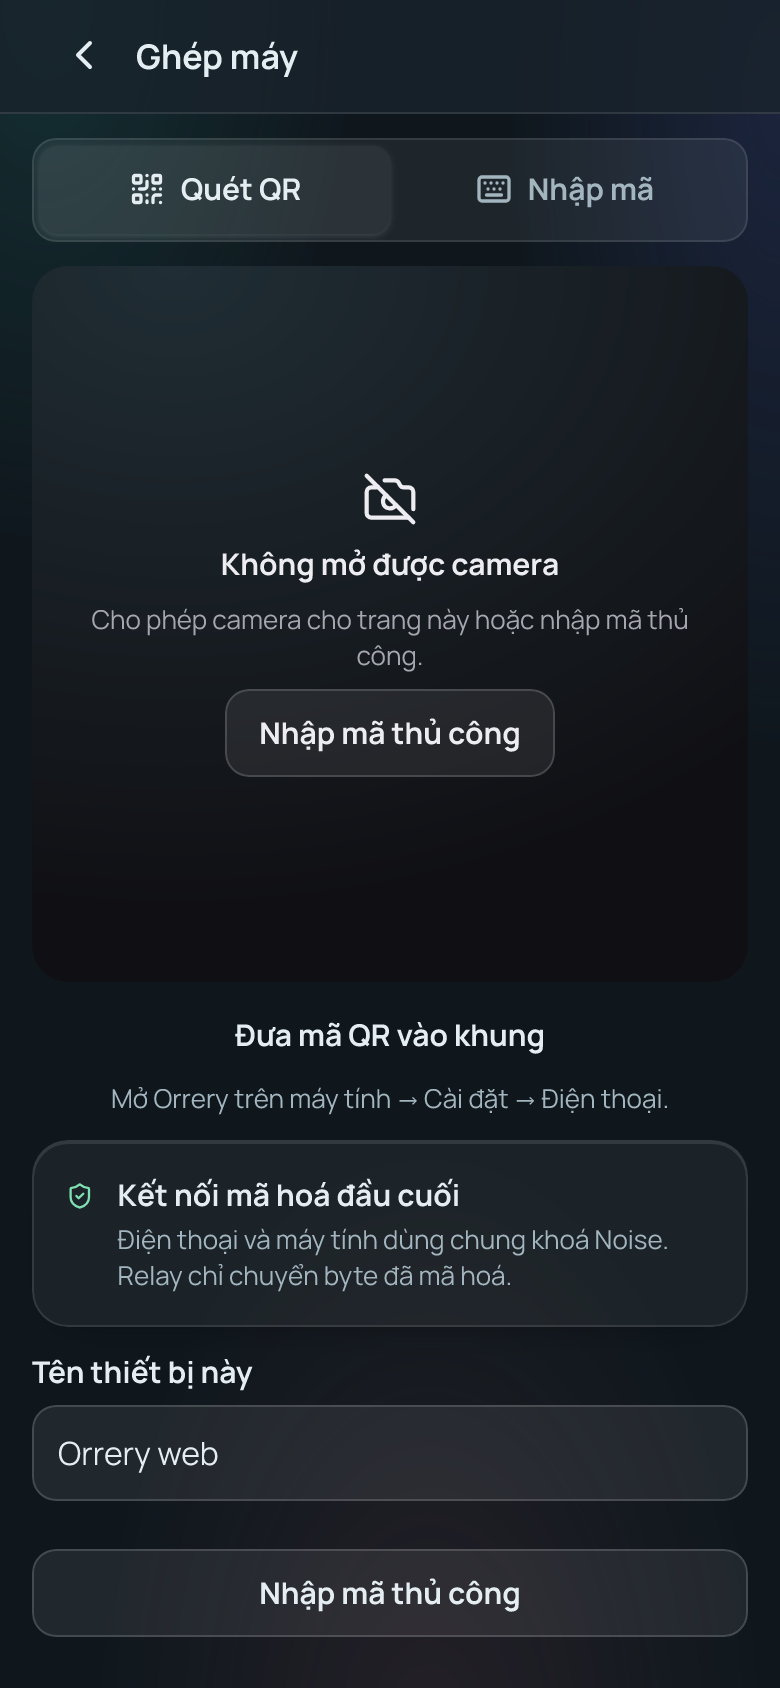 Ghép máy
Quét QR
Nhập mã
Không mở được camera
Cho phép camera cho trang này hoặc nhập mã thủ
công.
Nhập mã thủ công
Đưa mã QR vào khung
Mở Orrery trên máy tính → Cài đặt → Điện thoại.
Kết nối mã hoá đầu cuối
Điện thoại và máy tính dùng chung khoá Noise.
Relay chỉ chuyển byte đã mã hoá.
Tên thiết bị này
Orrery web
Nhập mã thủ công